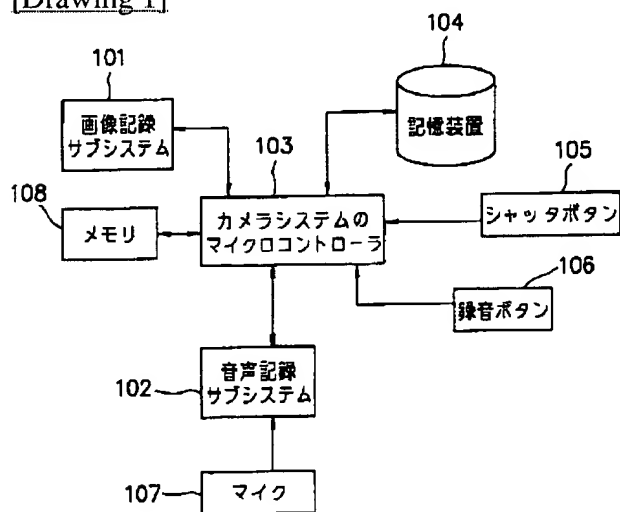 [Drawing 1]
104
101
記憶装置
画像記録
サブシステム
103
105
108
カメラシステムの
マイクロコントローラ
シャッタボタン
メモリ
106
録音ボタン
音声記録
サブシステム
102
107
マイク